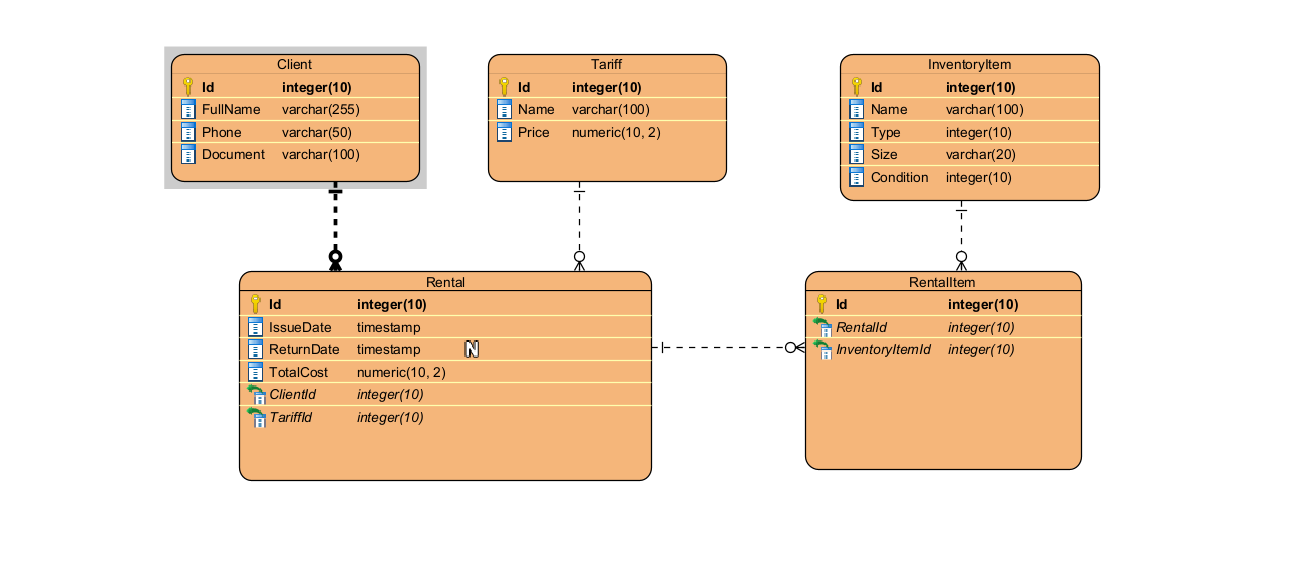 Client
Id integer(10)
FullName varchar(255)
Phone varchar(50)
Document varchar(100)
Tariff
Id integer(10)
Name varchar(100)
Price numeric(10, 2)
InventoryItem
Id integer(10)
Name varchar(100)
Type integer(10)
Size varchar(20)
Condition integer(10)
Rental
Id integer(10)
IssueDate timestamp
ReturnDate timestamp N
TotalCost numeric(10, 2)
ClientId integer(10)
TariffId integer(10)
RentalItem
Id integer(10)
RentalId integer(10)
InventoryItemId integer(10)